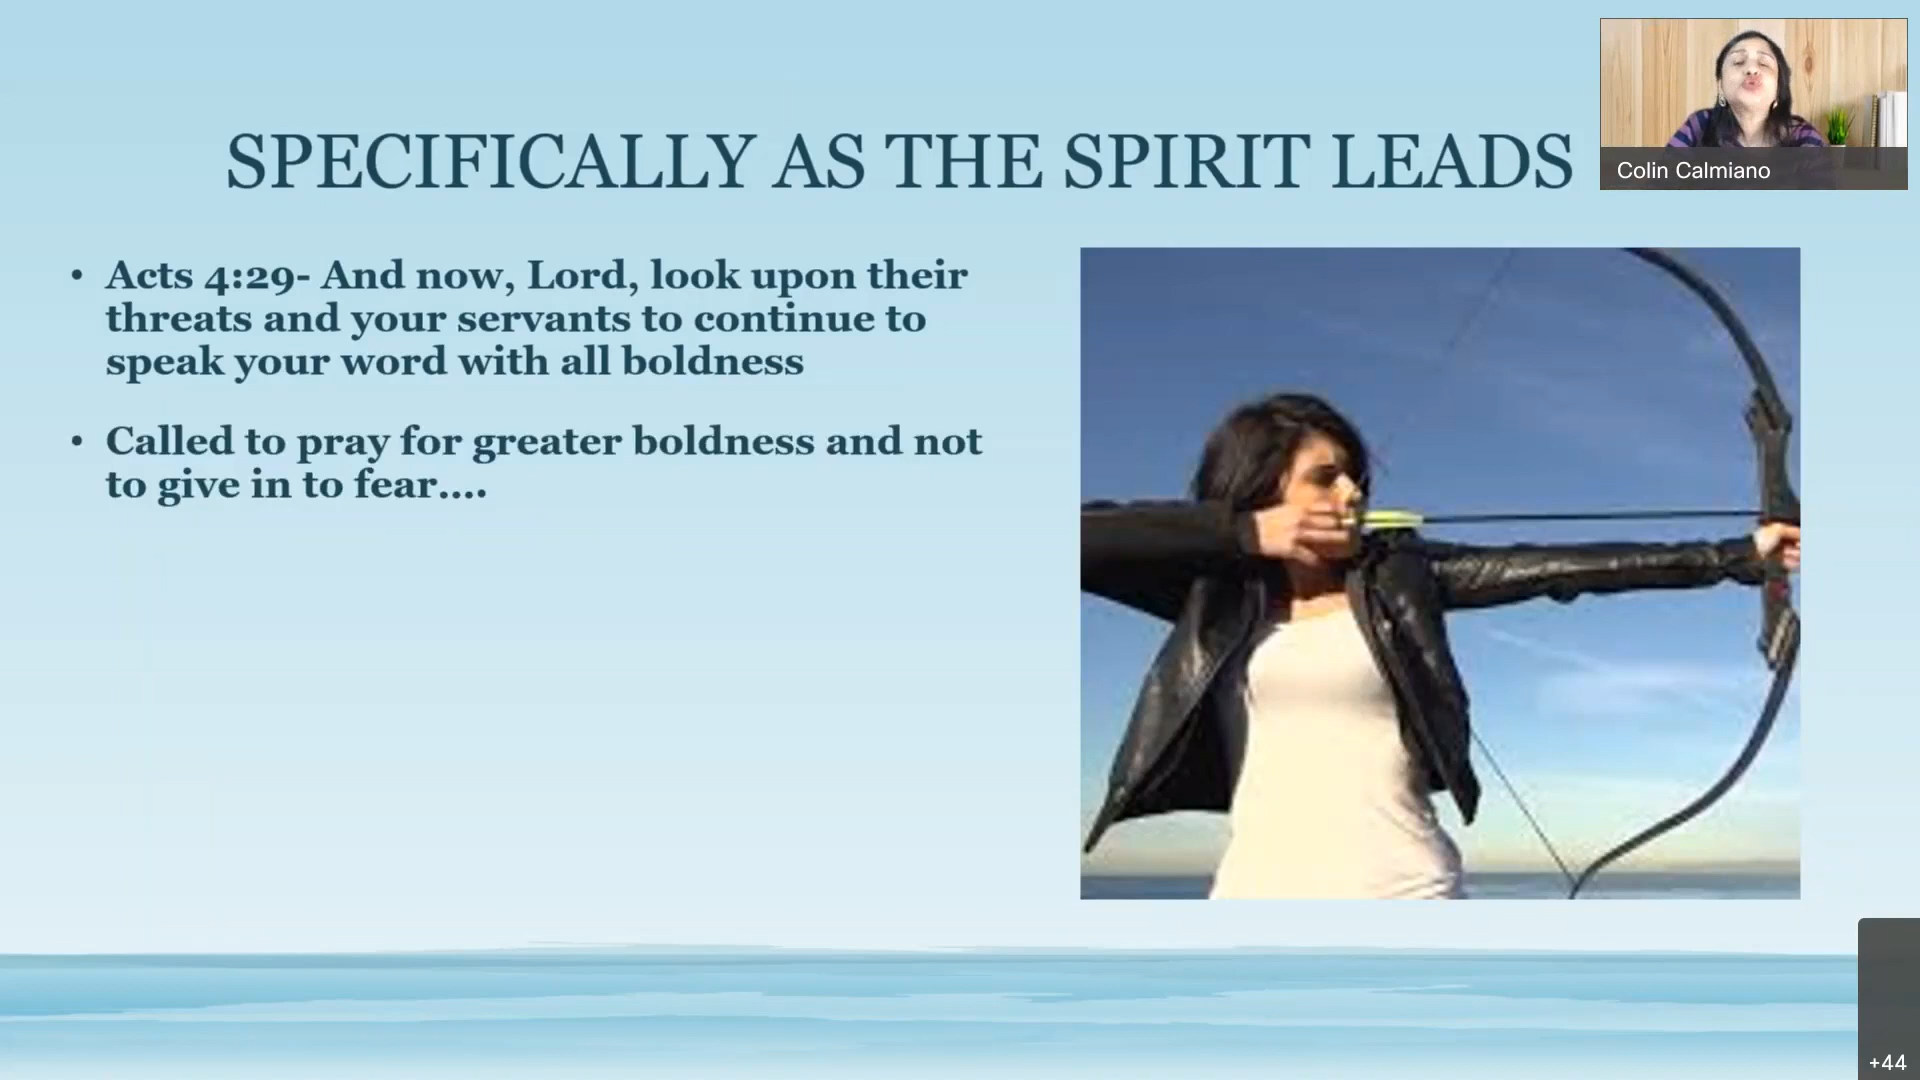 SPECIFICALLY AS THE SPIRIT LEADS
Colin Calmiano
• Acts 4:29- And now, Lord, look upon their
threats and your servants to continue to
speak your word with all boldness
• Called to pray for greater boldness and not
to give in to fear....
+44